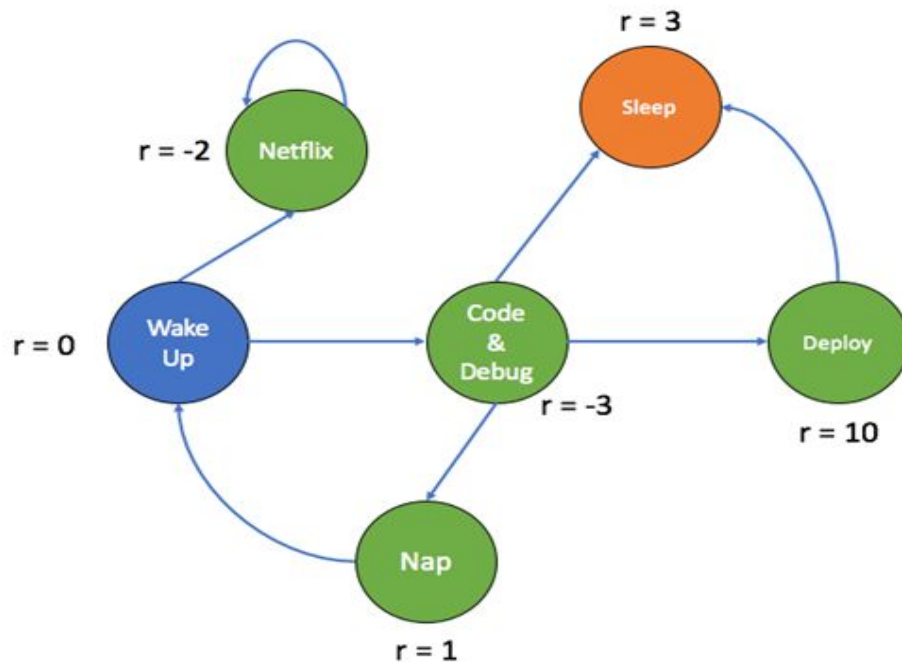 r = 3
Sleep
r = -2
Netflix
r = 0
Wake
Up
Code
&
Debug
r = -3
Deploy
r = 10
Nap
r = 1